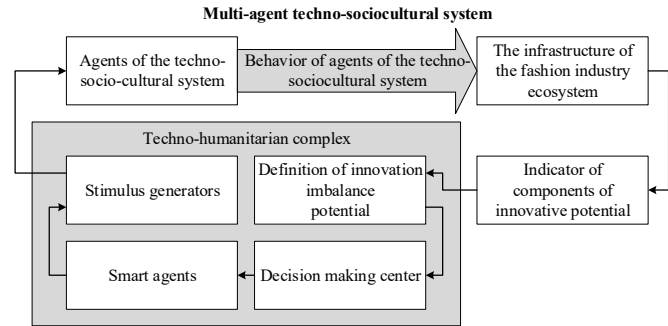 Multi-agent techno-sociocultural system
Agents of the techno-
socio-cultural system
Behavior of agents of the techno-
sociocultural system
The infrastructure of
the fashion industry
ecosystem
Techno-humanitarian complex
Stimulus generators
Definition of innovation
imbalance
potential
Indicator of
components of
innovative potential
Smart agents
Decision making center